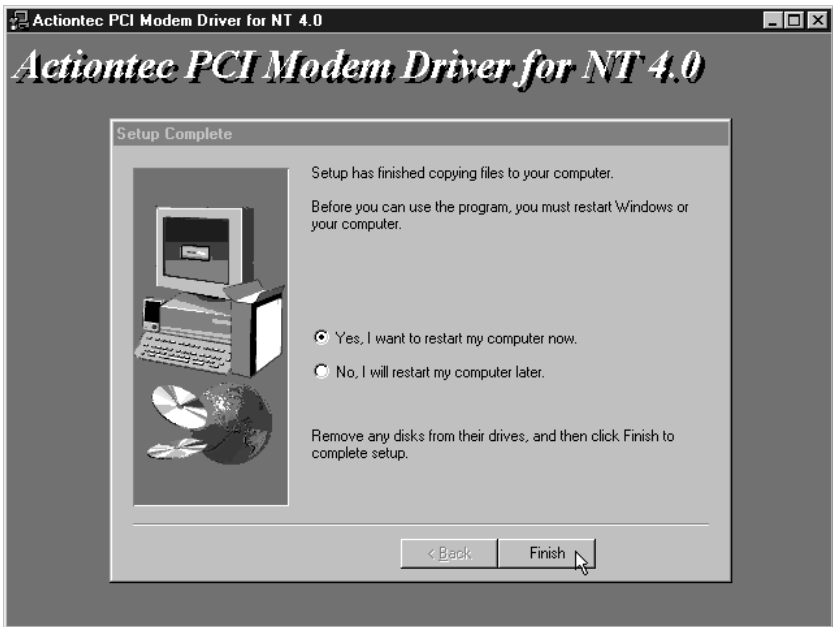 Actiontec PCI Modem Driver for NT 4.0
Actiontec PCI Modem Driver for NT 4.0
Setup Complete
Setup has finished copying files to your computer.
Before you can use the program, you must restart Windows or
your computer.
Yes, I want to restart my computer now.
No, I will restart my computer later.
Remove any disks from their drives, and then click Finish to
complete setup.
< Back
Finish